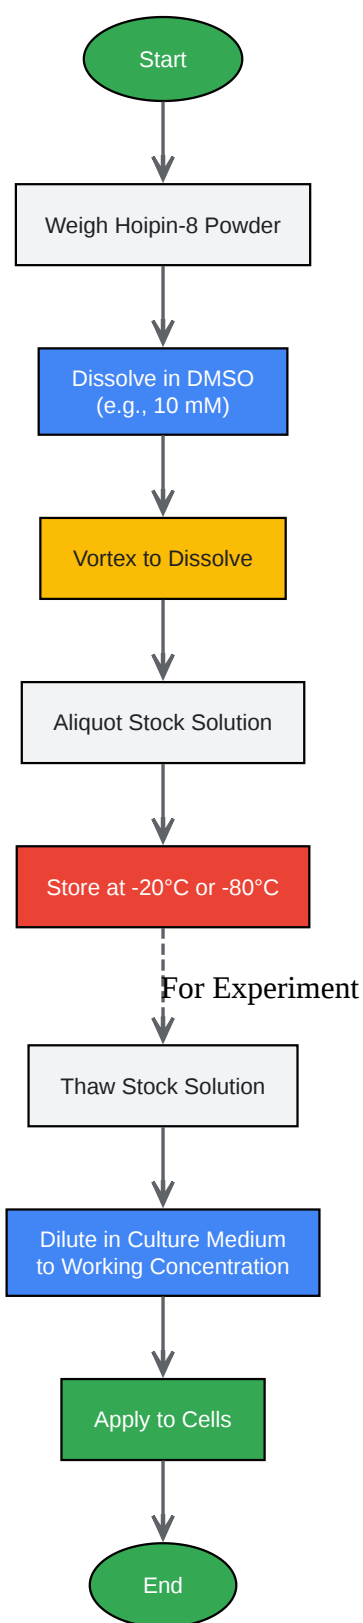 Start
Weigh Hoipin-8 Powder
Dissolve in DMSO
(e.g., 10 mM)
Vortex to Dissolve
Aliquot Stock Solution
Store at -20°C or -80°C
For Experiment
Thaw Stock Solution
Dilute in Culture Medium
to Working Concentration
Apply to Cells
End